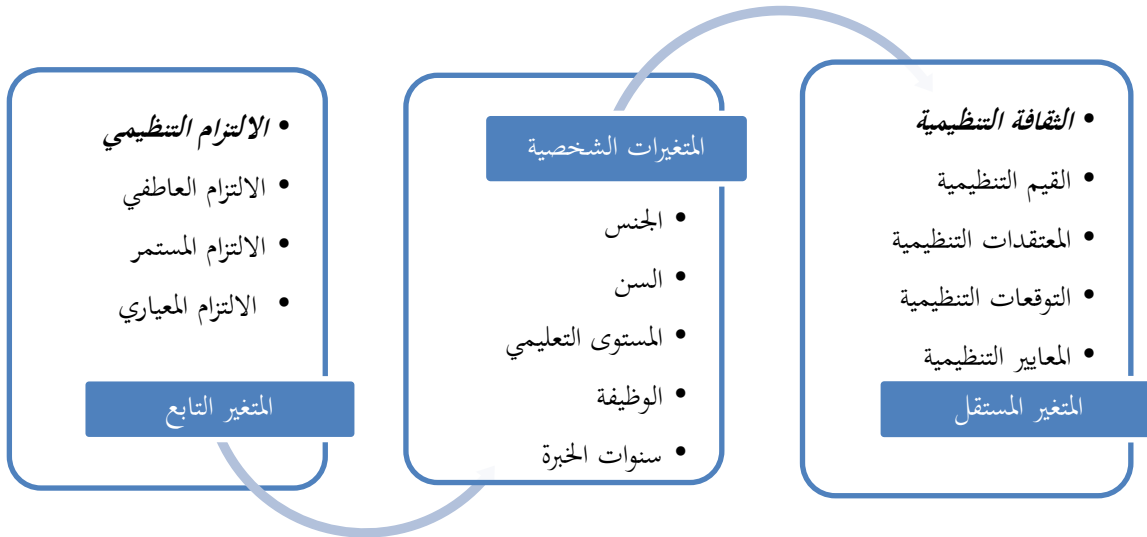 • الثقافة التنظيمية
• القيم التنظيمية
• المعتقدات التنظيمية
• التوقعات التنظيمية
• المعايير التنظيمية
المتغير المستقل
المتغيرات الشخصية
• الجنس
• السن
• المستوى التعليمي
• الوظيفة
• سنوات الخبرة
• الالتزام التنظيمي
• الالتزام العاطفي
• الالتزام المستمر
• الالتزام المعياري
المتغير التابع